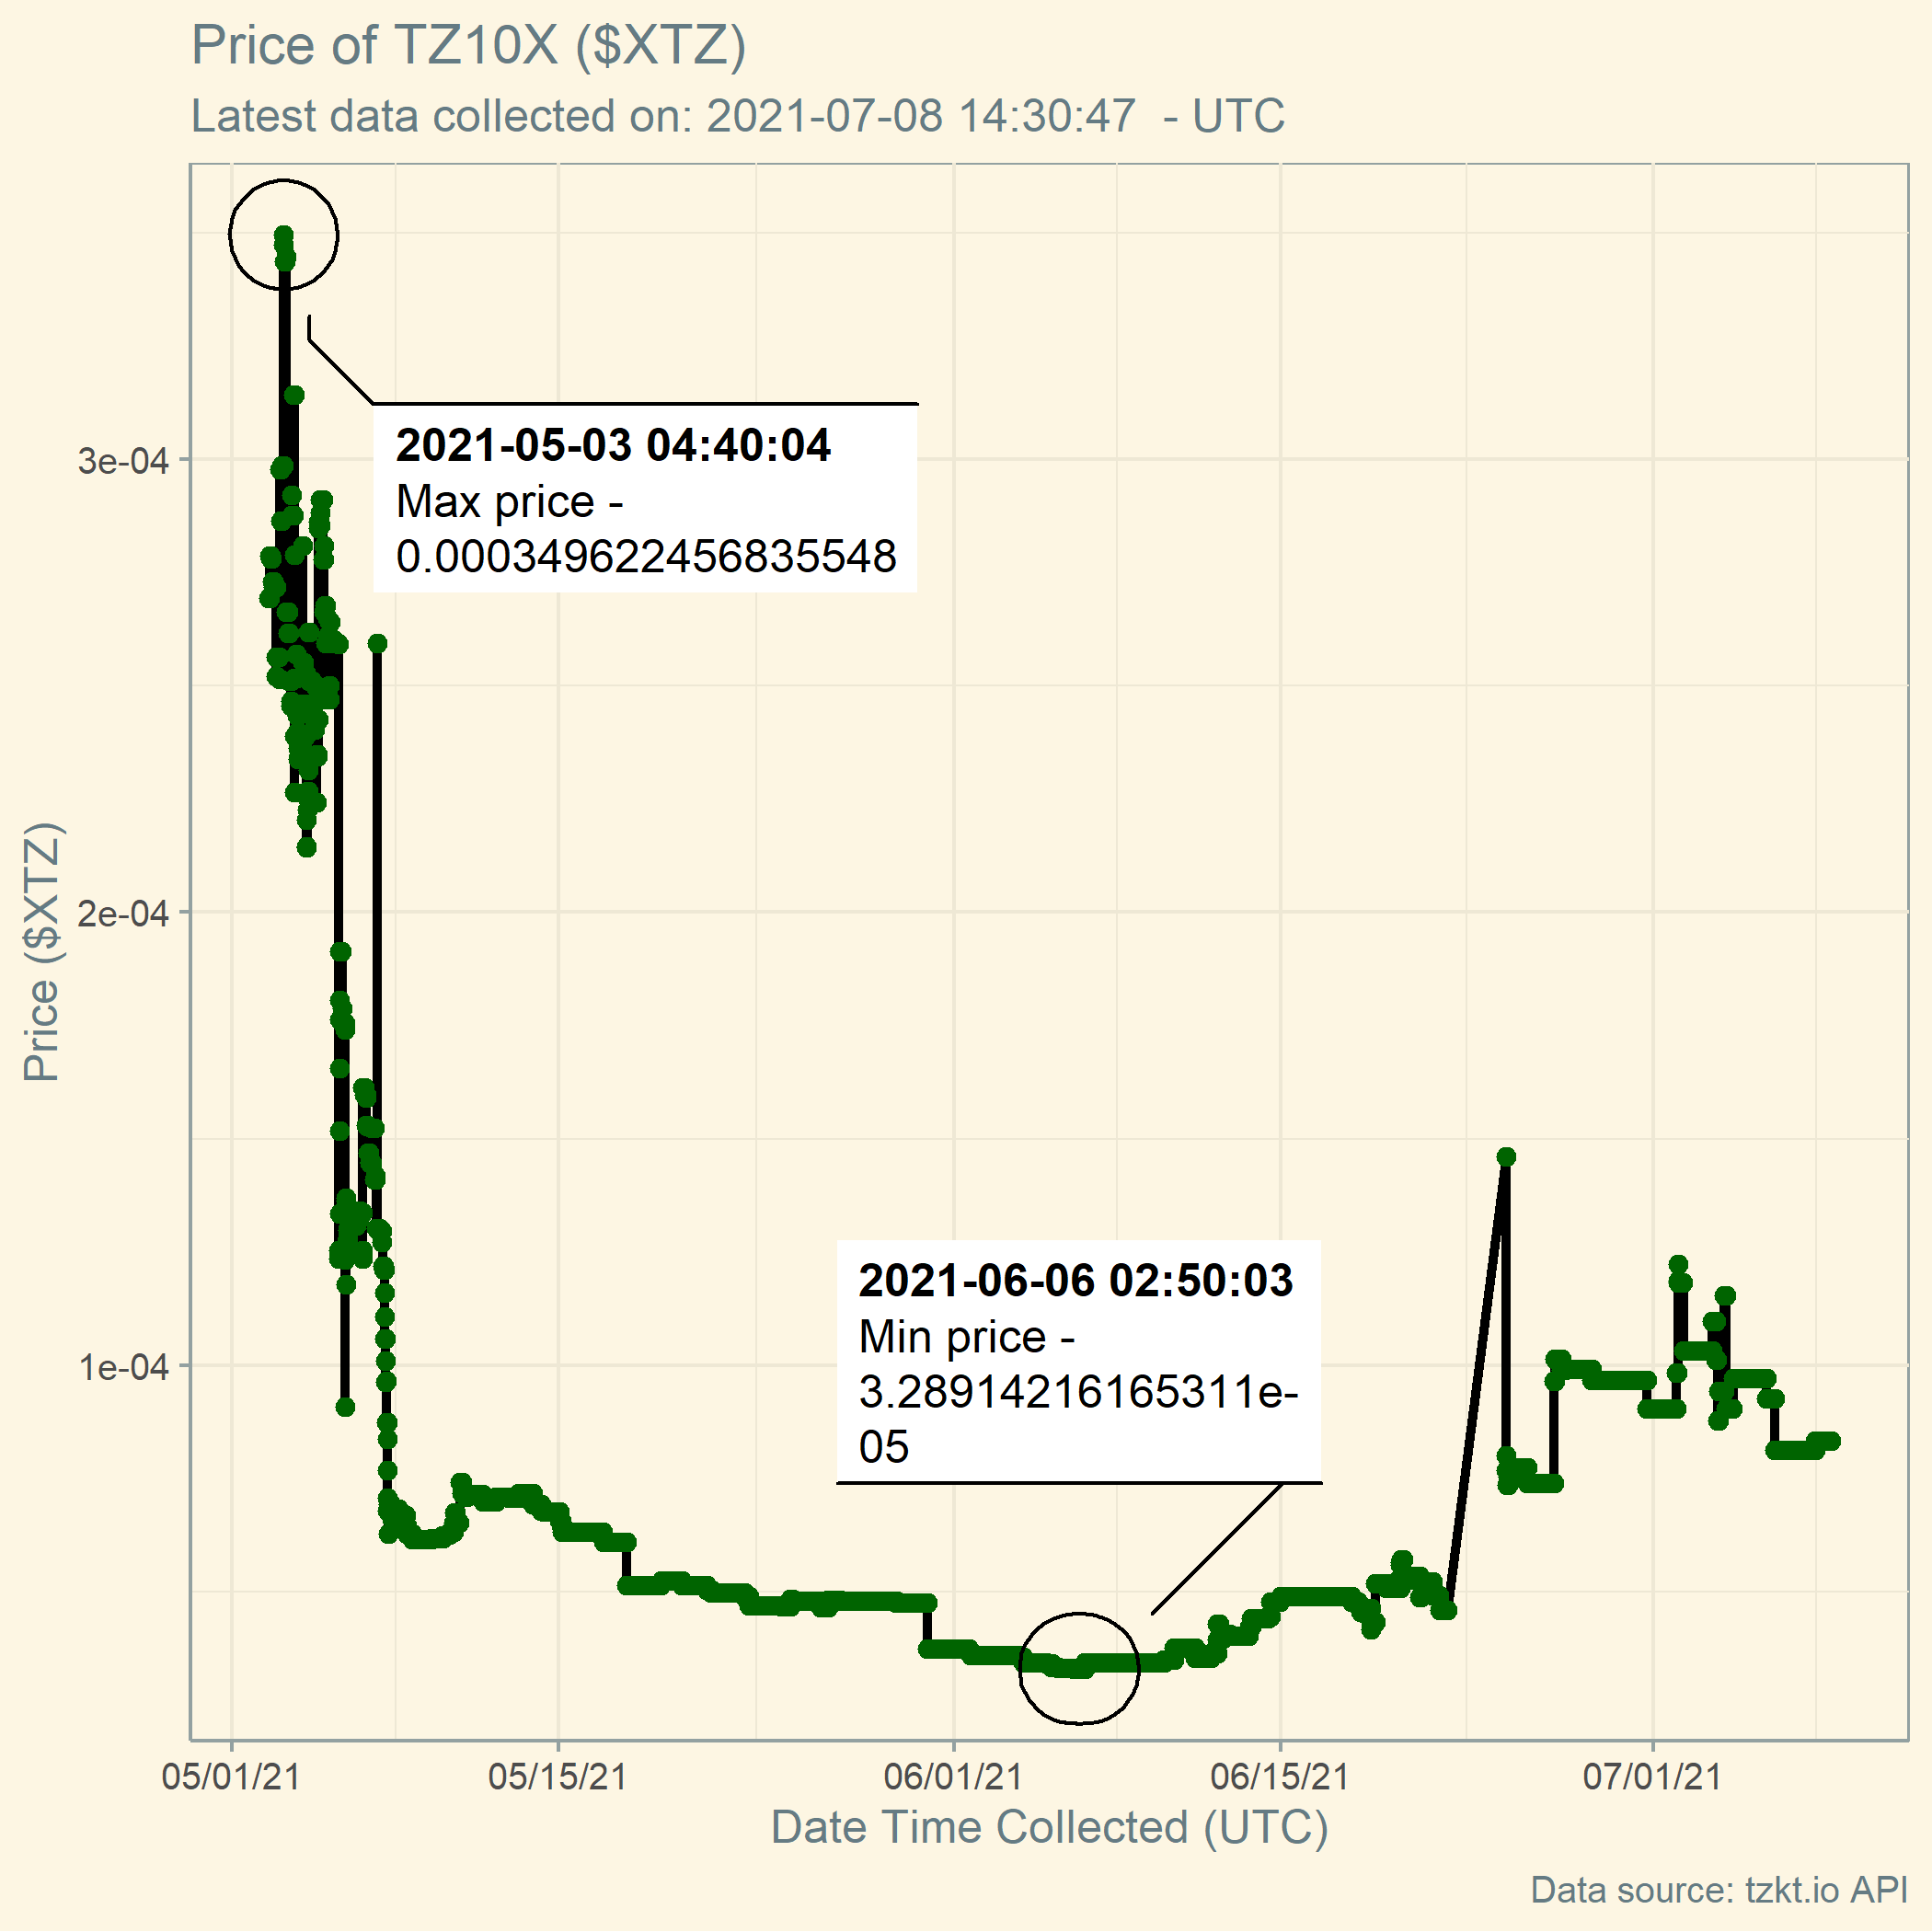 Price of TZ10X ($XTZ)
Latest data collected on: 2021-07-08 14:30:47  - UTC
2021-05-03 04:40:04
Max price -
0.000349622456835548
3e-04
2e-04
1e-04
Price ($XTZ)
2021-06-06 02:50:03
Min price -
3.28914216165311e-
05
05/01/21
05/15/21
06/01/21
06/15/21
07/01/21
Date Time Collected (UTC)
Data source: tzkt.io API